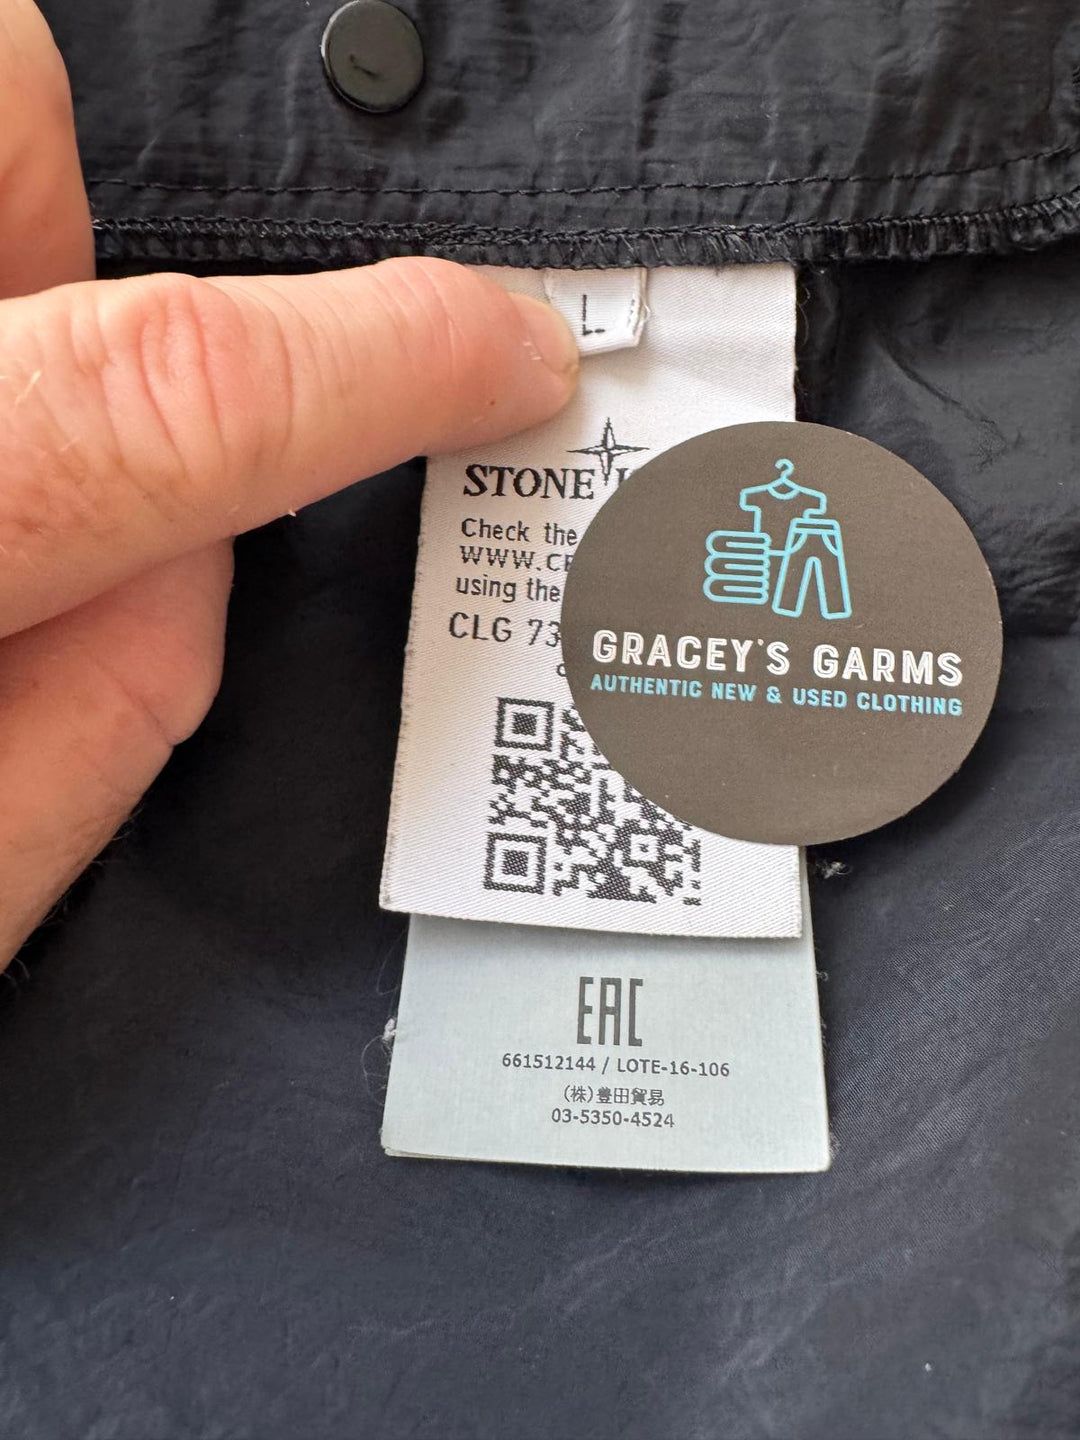 L
STONE
Check the
WWW.CE
using the
CLG 73
GRACEY'S GARMS
AUTHENTIC NEW & USED CLOTHING
EAC
661512144 / LOTE-16-106
(株)豊田貿易
03-5350-4524